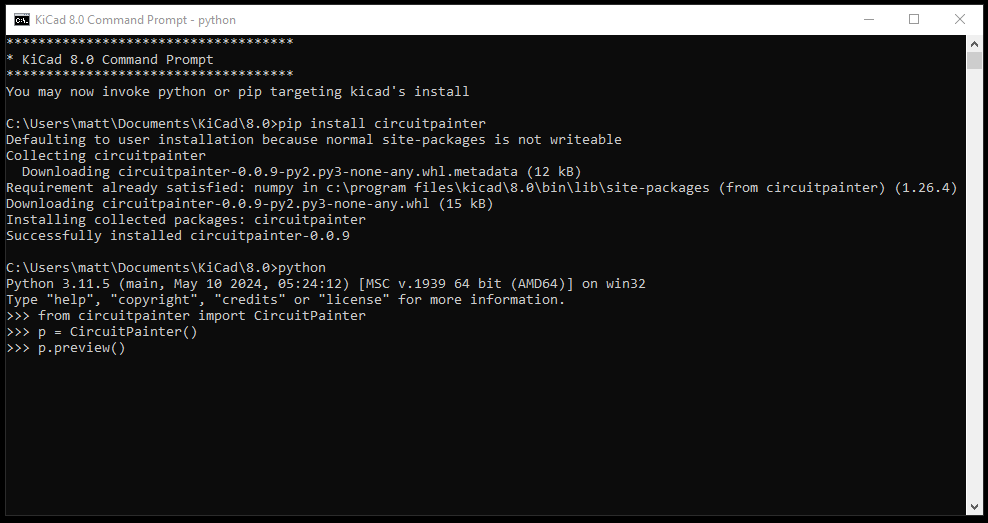 KiCad 8.0 Command Prompt - python
************************************
* KiCad 8.0 Command Prompt
************************************
You may now invoke python or pip targeting kicad's install
C:\Users\matt\Documents\KiCad\8.0>pip install circuitpainter
Defaulting to user installation because normal site-packages is not writeable
Collecting circuitpainter
  Downloading circuitpainter-0.0.9-py2.py3-none-any.whl.metadata (12 kB)
Requirement already satisfied: numpy in c:\program files\kicad\8.0\bin\lib\site-packages (from circuitpainter) (1.26.4)
Downloading circuitpainter-0.0.9-py2.py3-none-any.whl (15 kB)
Installing collected packages: circuitpainter
Successfully installed circuitpainter-0.0.9
C:\Users\matt\Documents\KiCad\8.0>python
Python 3.11.5 (main, May 10 2024, 05:24:12) [MSC v.1939 64 bit (AMD64)] on win32
Type "help", "copyright", "credits" or "license" for more information.
>>> from circuitpainter import CircuitPainter
>>> p = CircuitPainter()
>>> p.preview()